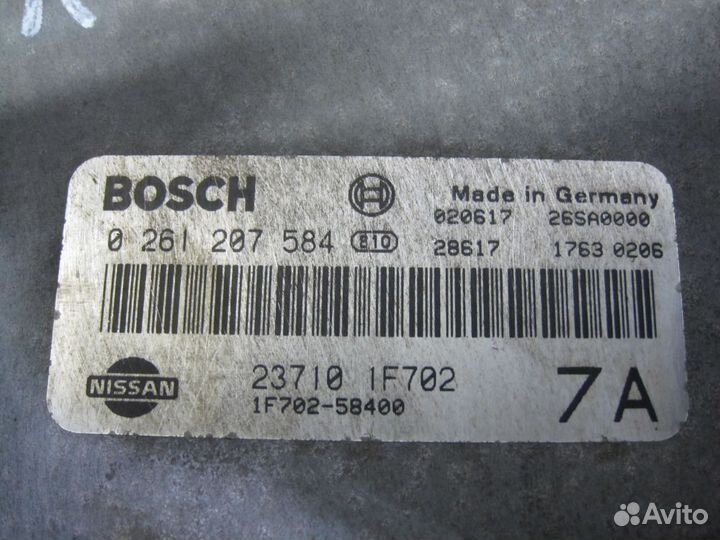 BOSCH
Made in Germany
020617 26SA0000
0 261 207 584 e10
28617 1763 0206
NISSAN
23710 1F702
1F702-58400
7A
Avito